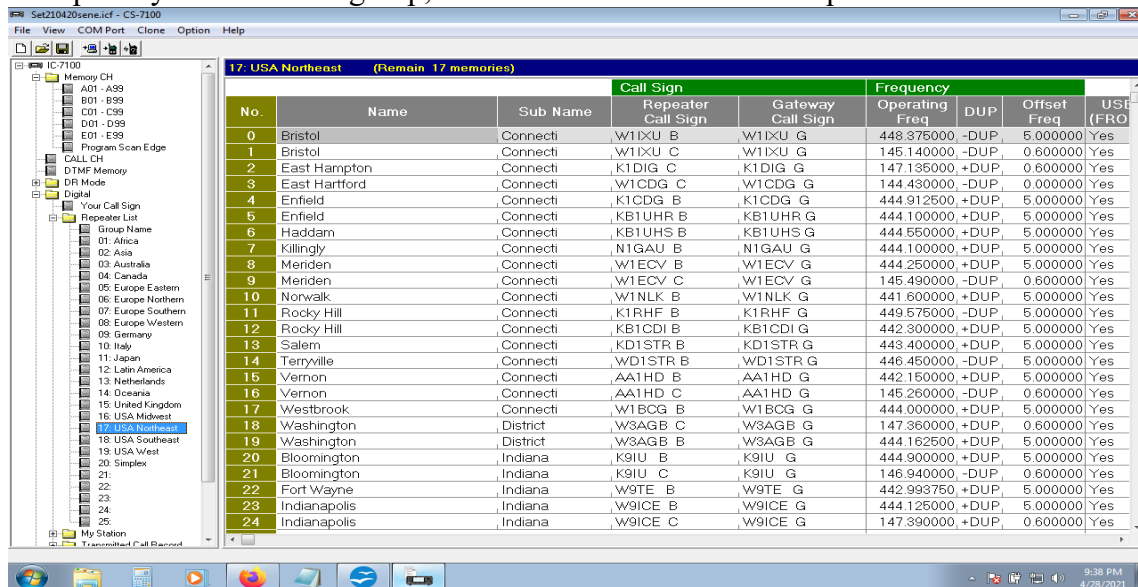 Set210420sene.icf - CS-7100
File View COM Port Clone Option Help
IC-7100
Memory CH
A01 - A99
B01 - B99
C01 - C99
D01 - D99
E01 - E99
Program Scan Edge
CALL CH
DTMF Memory
DR Mode
Digital
Your Call Sign
Repeater List
Group Name
01: Africa
02: Asia
03: Australia
04: Canada
05: Europe Eastern
06: Europe Northern
07: Europe Southern
08: Europe Western
09: Germany
10: Italy
11: Japan
12: Latin America
13: Netherlands
14: Oceania
15: United Kingdom
16: USA Midwest
17: USA Northeast
18: USA Southeast
19: USA West
20: Simplex
21:
22:
23:
24:
25:
My Station
Transmitted Call Record
17: USA Northeast (Remain 17 memories)
Call Sign Frequency
No. Name Sub Name Repeater Call Sign Gateway Call Sign Operating Freq DUP Offset Freq USE (FRO
0 Bristol Connecti W1IXU B W1IXU G 448.375000 -DUP 5.000000 Yes
1 Bristol Connecti W1IXU C W1IXU G 145.140000 -DUP 0.600000 Yes
2 East Hampton Connecti K1DIG C K1DIG G 147.135000 +DUP 0.600000 Yes
3 East Hartford Connecti W1CDG C W1CDG G 144.430000 -DUP 0.000000 Yes
4 Enfield Connecti K1CDG B K1CDG G 444.912500 +DUP 5.000000 Yes
5 Enfield Connecti KB1UHR B KB1UHR G 444.100000 +DUP 5.000000 Yes
6 Haddam Connecti KB1UHS B KB1UHS G 444.550000 +DUP 5.000000 Yes
7 Killingly Connecti N1GAU B N1GAU G 444.100000 +DUP 5.000000 Yes
8 Meriden Connecti W1ECV B W1ECV G 444.250000 +DUP 5.000000 Yes
9 Meriden Connecti W1ECV C W1ECV G 145.490000 -DUP 0.600000 Yes
10 Norwalk Connecti W1NLK B W1NLK G 441.600000 +DUP 5.000000 Yes
11 Rocky Hill Connecti K1RHF B K1RHF G 449.575000 -DUP 5.000000 Yes
12 Rocky Hill Connecti KB1CDI B KB1CDI G 442.300000 +DUP 5.000000 Yes
13 Salem Connecti KD1STR B KD1STR G 443.400000 +DUP 5.000000 Yes
14 Terryville Connecti WD1STR B WD1STR G 446.450000 -DUP 5.000000 Yes
15 Vernon Connecti AA1HD B AA1HD G 442.150000 +DUP 5.000000 Yes
16 Vernon Connecti AA1HD C AA1HD G 145.260000 -DUP 0.600000 Yes
17 Westbrook Connecti W1BCG B W1BCG G 444.000000 +DUP 5.000000 Yes
18 Washington District W3AGB C W3AGB G 147.360000 +DUP 0.600000 Yes
19 Washington District W3AGB B W3AGB G 444.162500 +DUP 5.000000 Yes
20 Bloomington Indiana K9IU B K9IU G 444.900000 +DUP 5.000000 Yes
21 Bloomington Indiana K9IU C K9IU G 146.940000 -DUP 0.600000 Yes
22 Fort Wayne Indiana W9TE B W9TE G 442.993750 +DUP 5.000000 Yes
23 Indianapolis Indiana W9ICE B W9ICE G 444.125000 +DUP 5.000000 Yes
24 Indianapolis Indiana W9ICE C W9ICE G 147.390000 +DUP 0.600000 Yes
9:38 PM
4/28/2021